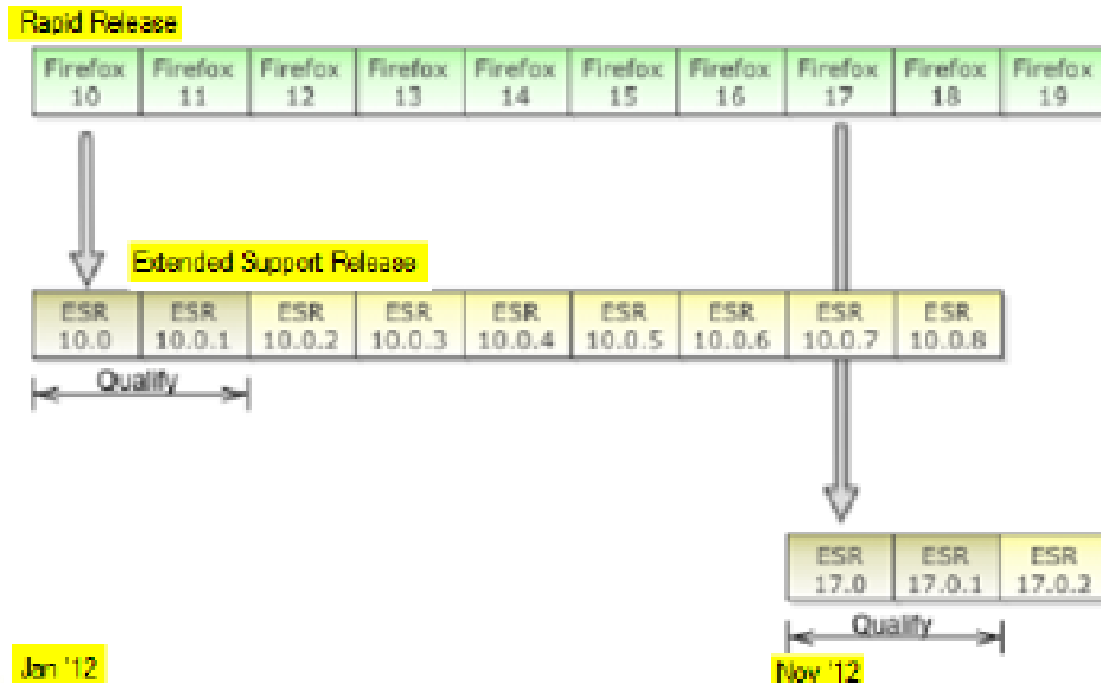 Rapid Release
Firefox 10 Firefox 11 Firefox 12 Firefox 13 Firefox 14 Firefox 15 Firefox 16 Firefox 17 Firefox 18 Firefox 19
Extended Support Release
ESR 10.0 ESR 10.0.1 ESR 10.0.2 ESR 10.0.3 ESR 10.0.4 ESR 10.0.5 ESR 10.0.6 ESR 10.0.7 ESR 10.0.8
Qualify
ESR 17.0 ESR 17.0.1 ESR 17.0.2
Qualify
Jan '12 Nov '12